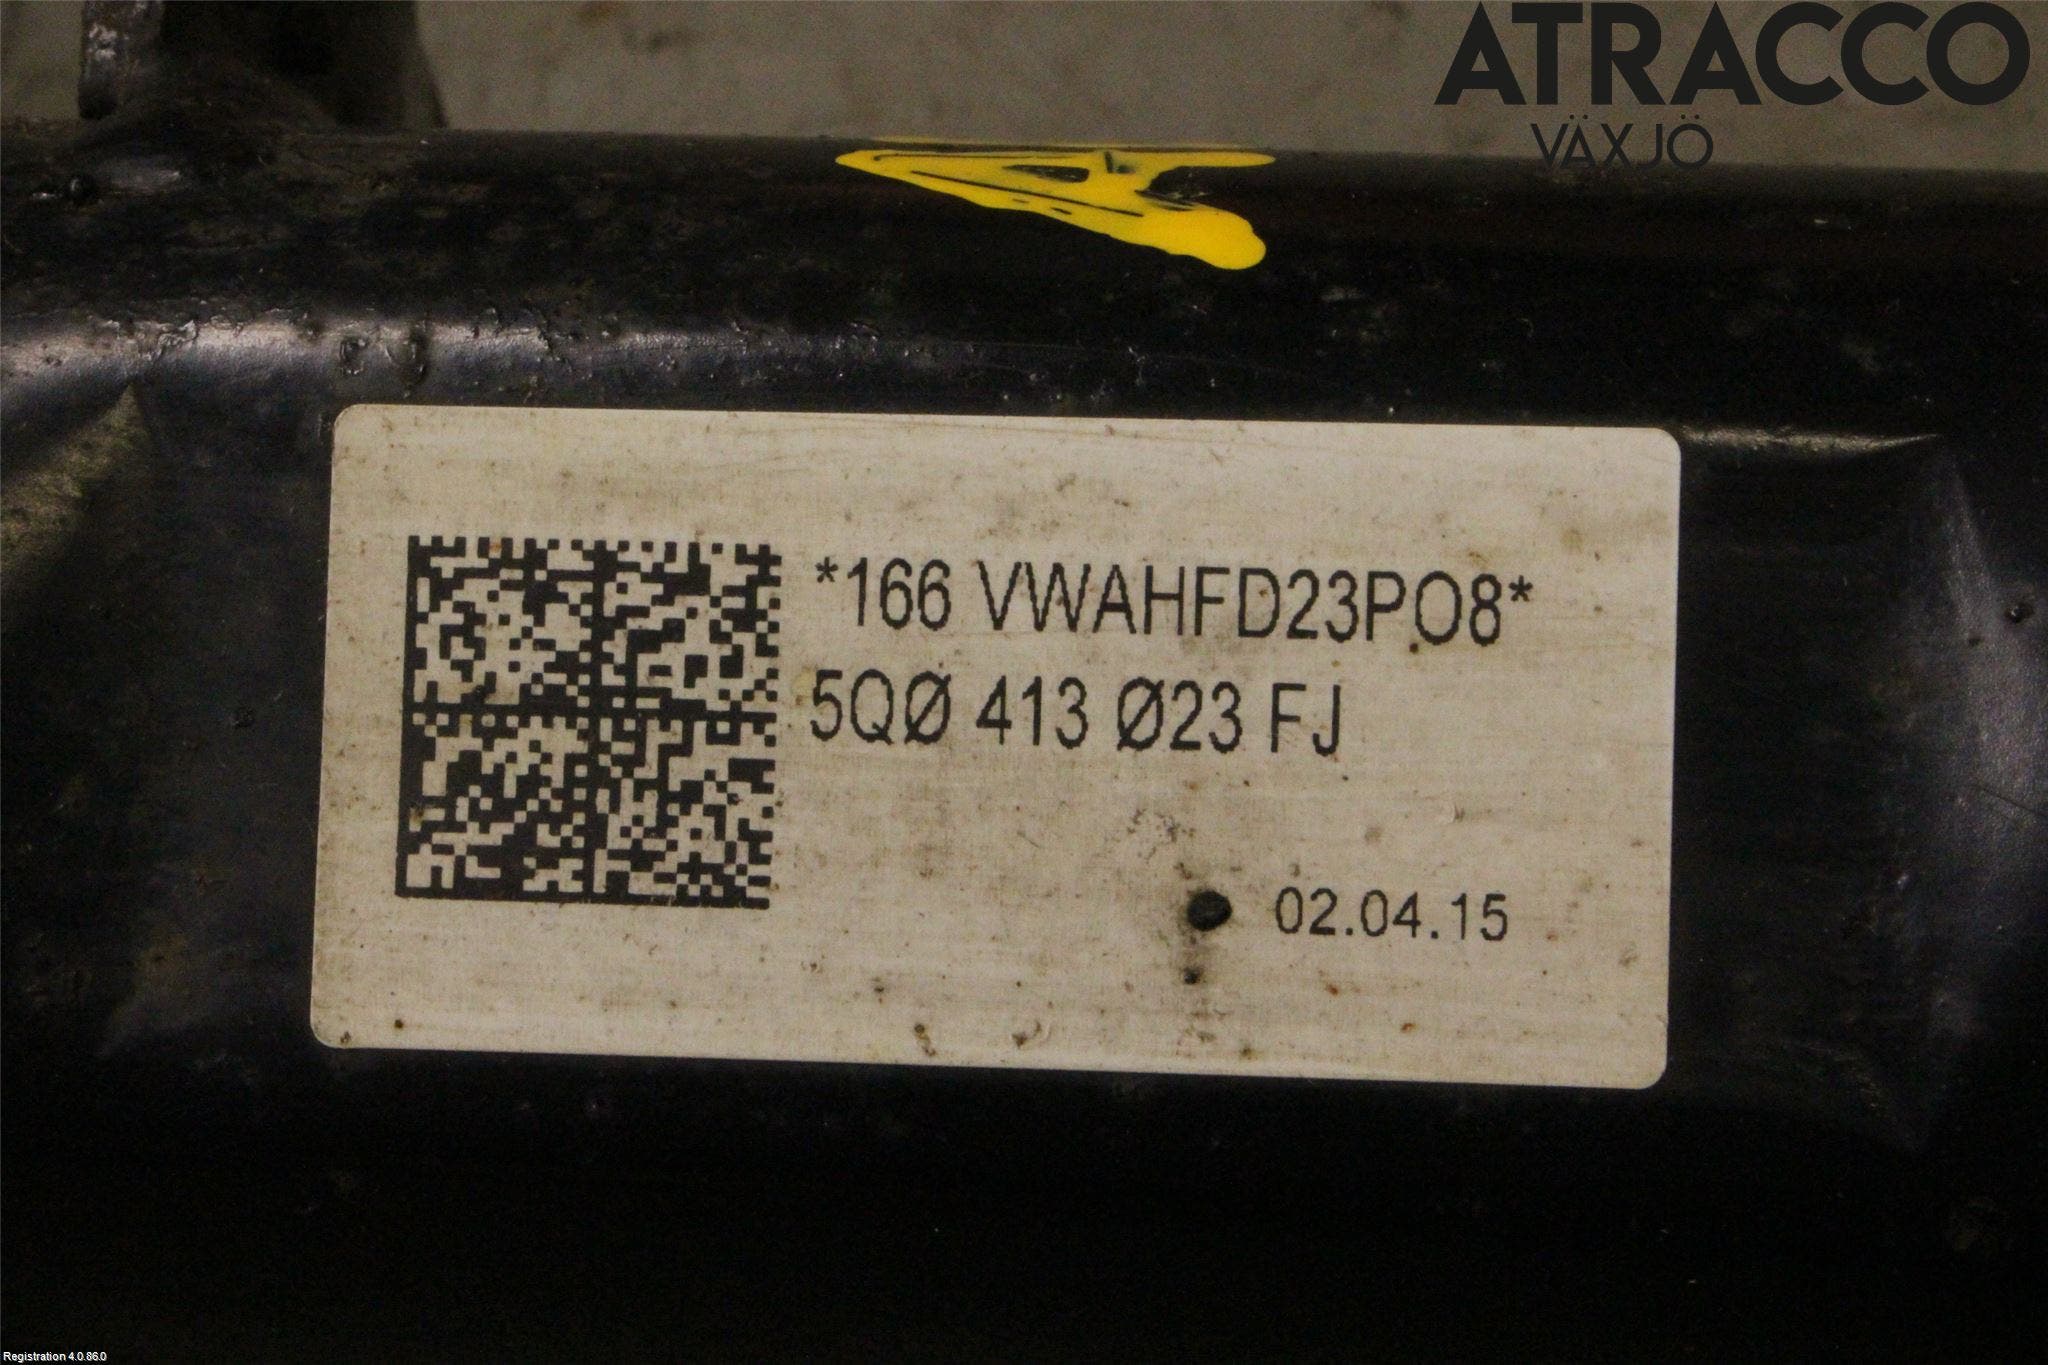 ATRACCO
VÄXJÖ
*166 VWAHFD23PO8*
5QØ 413 Ø23 FJ
02.04.15
Registration 4.0.86.0